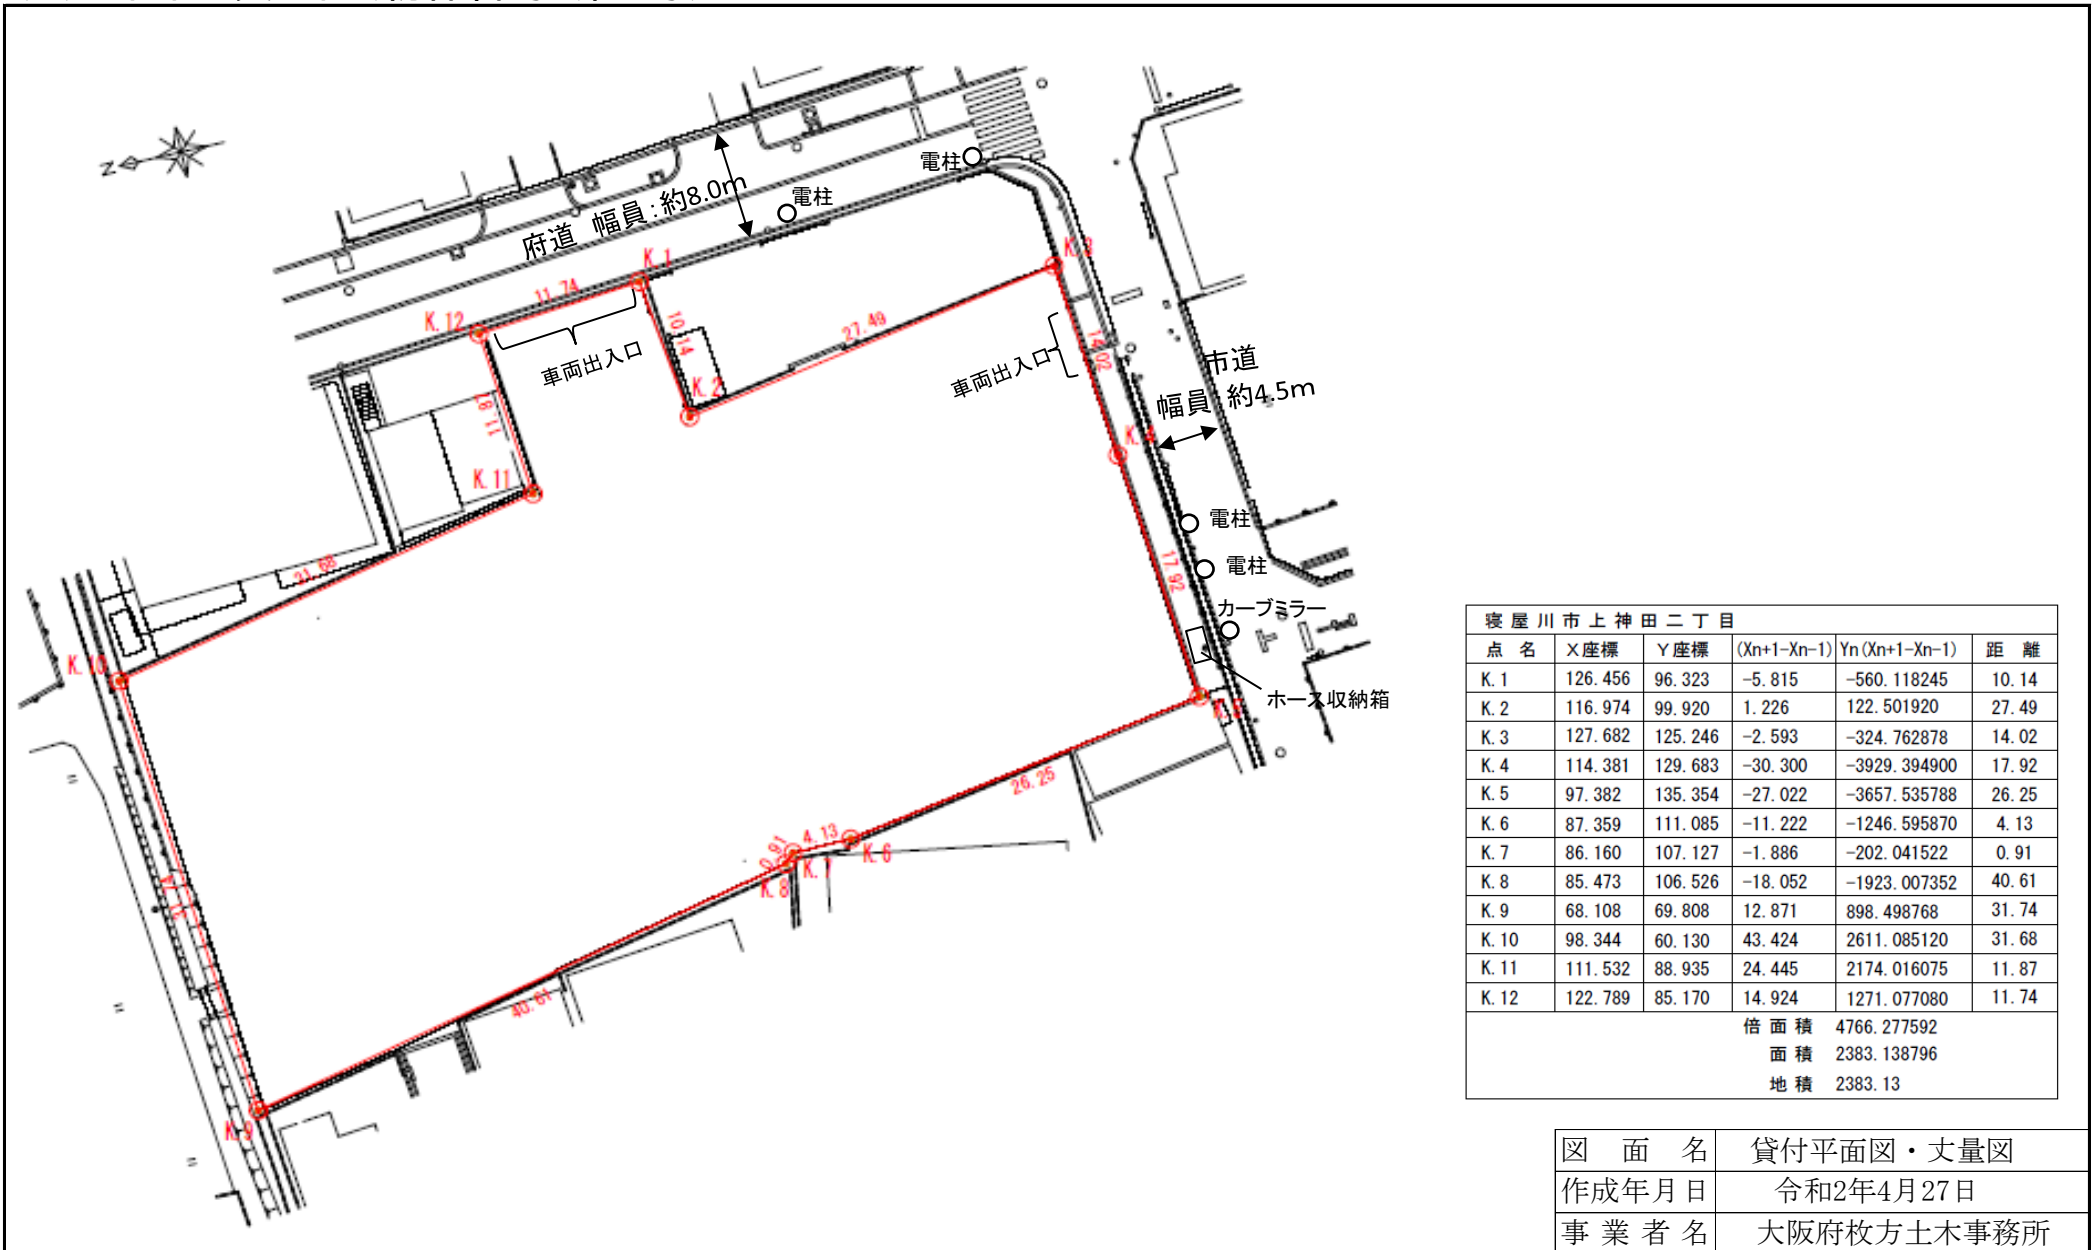 N
電柱
電柱
府道 幅員:約8.0m
K.1
K.3
11.74
K.12
10.14
27.49
車両出入口
14.02
車両出入口
市道
幅員 約4.5m
K.2
11.87
K.4
K.11
電柱
17.92
電柱
31.68
カーブミラー
K.10
ホース収納箱
26.25
4.13
0.91
K.6
K.7
K.8
31.74
40.61
K.9
寝屋川市上神田二丁目
点名 X座標 Y座標 (Xn+1-Xn-1) Yn(Xn+1-Xn-1) 距離
K.1 126.456 96.323 -5.815 -560.118245 10.14
K.2 116.974 99.920 1.226 122.501920 27.49
K.3 127.682 125.246 -2.593 -324.762878 14.02
K.4 114.381 129.683 -30.300 -3929.394900 17.92
K.5 97.382 135.354 -27.022 -3657.535788 26.25
K.6 87.359 111.085 -11.222 -1246.595870 4.13
K.7 86.160 107.127 -1.886 -202.041522 0.91
K.8 85.473 106.526 -18.052 -1923.007352 40.61
K.9 68.108 69.808 12.871 898.498768 31.74
K.10 98.344 60.130 43.424 2611.085120 31.68
K.11 111.532 88.935 24.445 2174.016075 11.87
K.12 122.789 85.170 14.924 1271.077080 11.74
倍面積 4766.277592
面積 2383.138796
地積 2383.13
図面名 貸付平面図・丈量図
作成年月日 令和2年4月27日
事業者名 大阪府枚方土木事務所